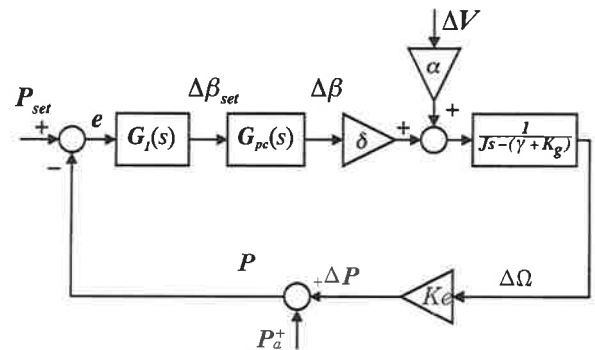 ΔV
α
P_set
+
e
Δβ_set
Δβ
+
+
G_I(s)
G_pc(s)
δ
1
Js-(γ+K_g)
−
P
+ΔP
Ke
ΔΩ
P_a^+